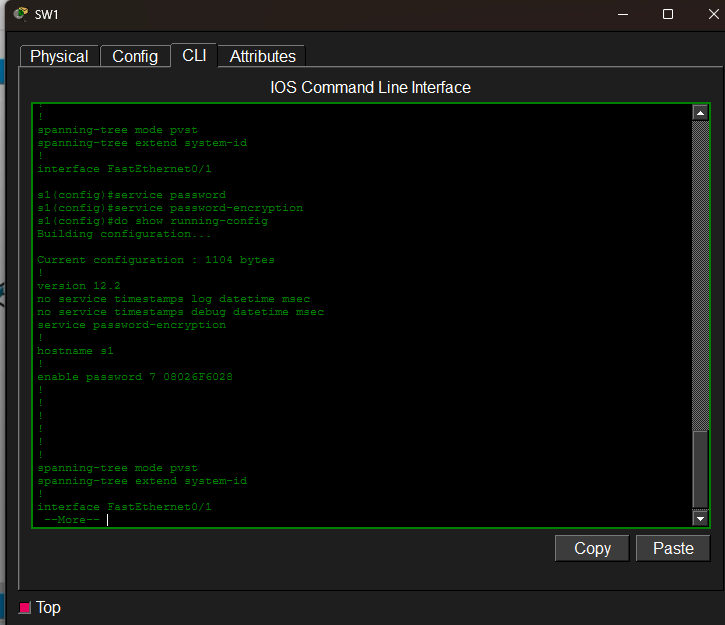 SW1
Physical Config CLI Attributes
IOS Command Line Interface
!
!
spanning-tree mode pvst
spanning-tree extend system-id
!
interface FastEthernet0/1
s1(config)#service password
s1(config)#service password-encryption
s1(config)#do show running-config
Building configuration...
Current configuration : 1104 bytes
!
version 12.2
no service timestamps log datetime msec
no service timestamps debug datetime msec
service password-encryption
!
hostname s1
!
enable password 7 08026F6028
!
!
!
!
!
!
spanning-tree mode pvst
spanning-tree extend system-id
!
interface FastEthernet0/1
--More--
Copy Paste
Top